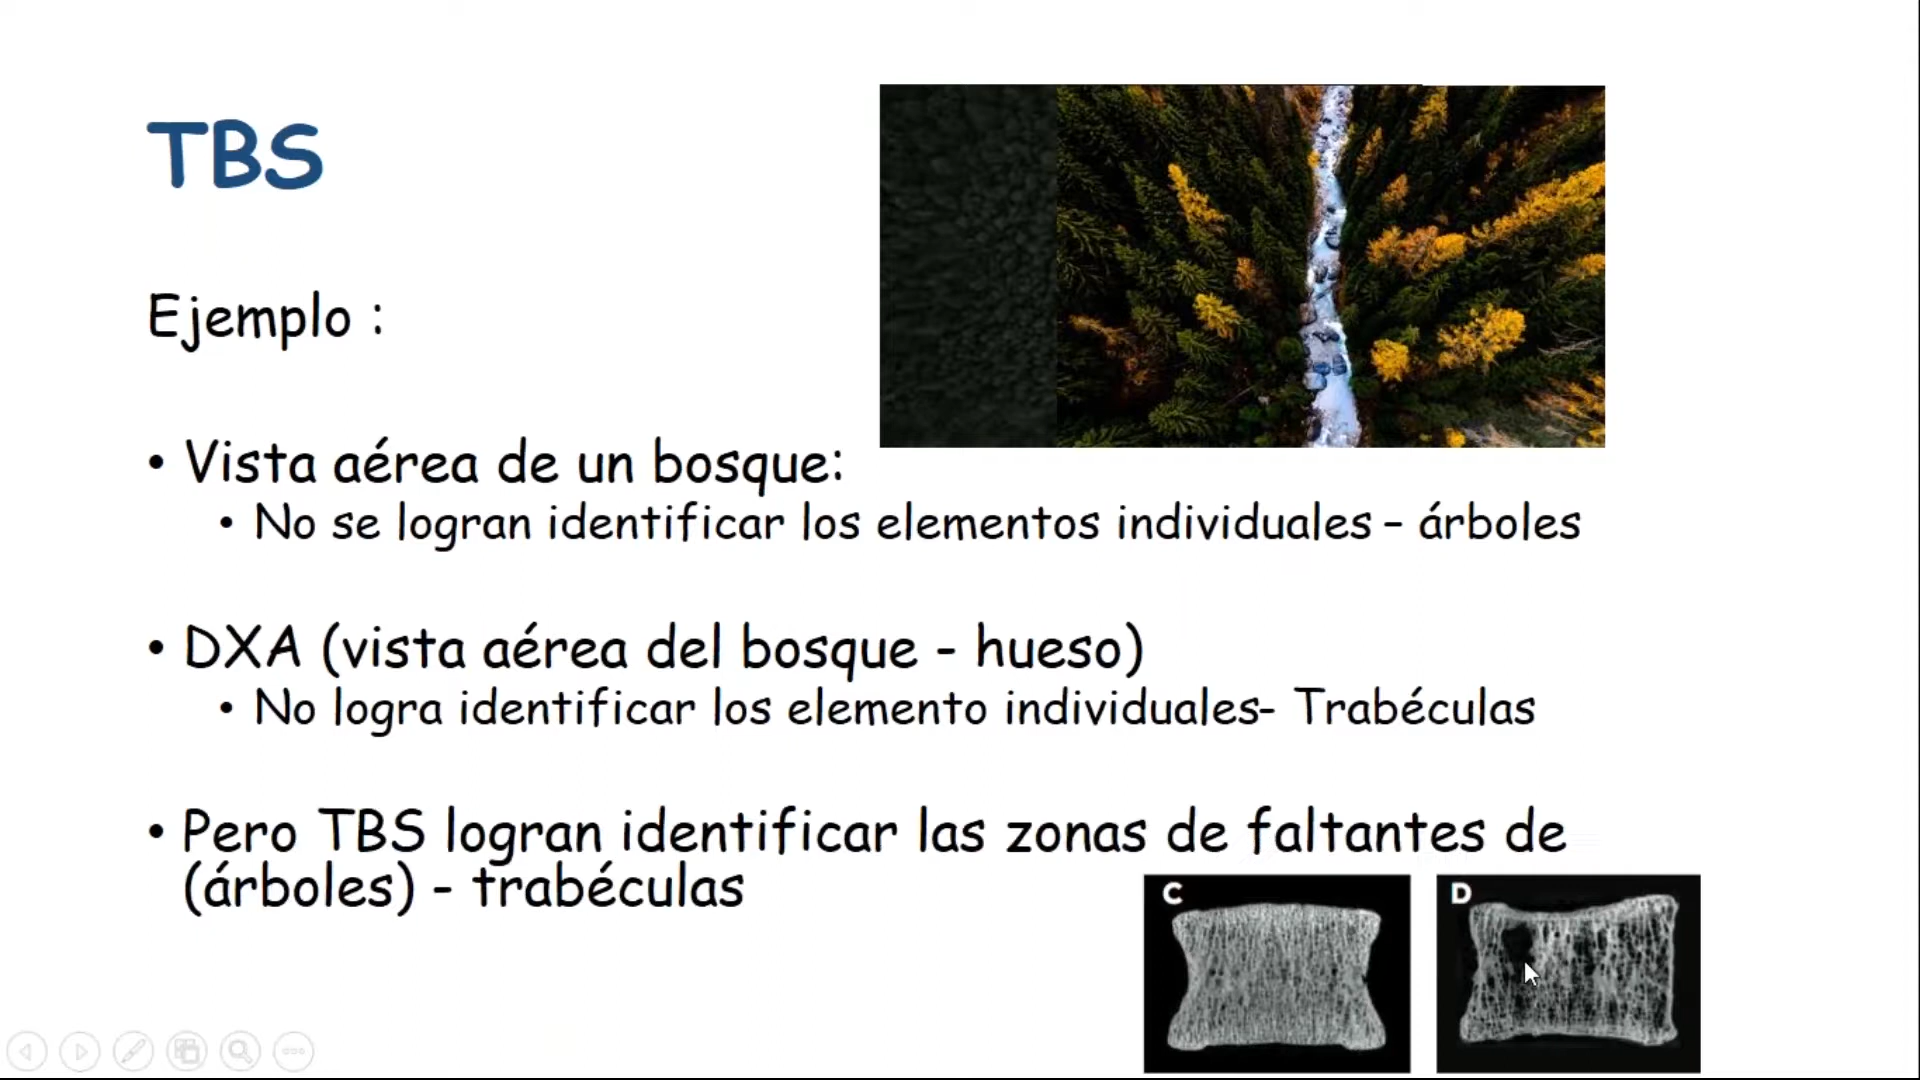 TBS
Ejemplo :
• Vista aérea de un bosque:
• No se logran identificar los elementos individuales – árboles
• DXA (vista aérea del bosque - hueso)
• No logra identificar los elemento individuales- Trabéculas
• Pero TBS logran identificar las zonas de faltantes de
(árboles) - trabéculas
C
D